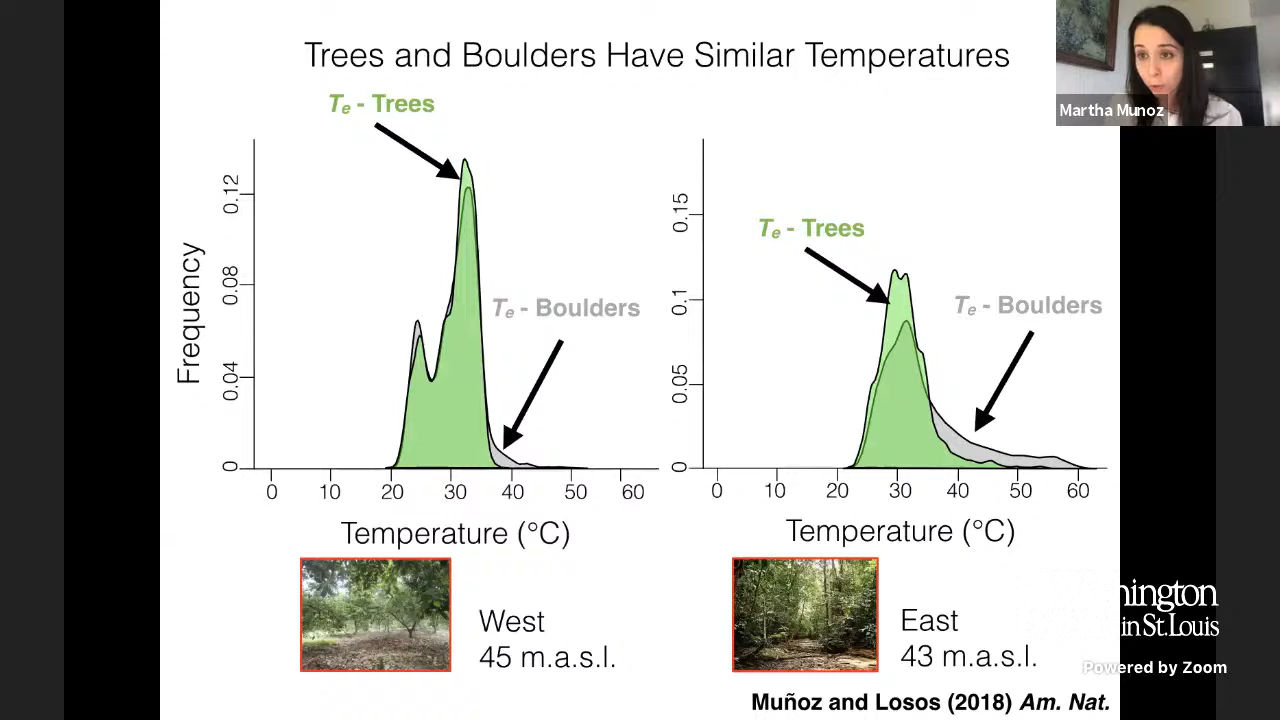 Trees and Boulders Have Similar Temperatures
Martha Munoz
Te - Trees
Te - Boulders
Frequency
0.12
0.08
0.04
0
0 10 20 30 40 50 60
Temperature (°C)
West
45 m.a.s.l.
Te - Trees
Te - Boulders
0.15
0.1
0.05
0
0 10 20 30 40 50 60
Temperature (°C)
East
43 m.a.s.l.
Muñoz and Losos (2018) Am. Nat.
nington
in St. Louis
Powered by Zoom